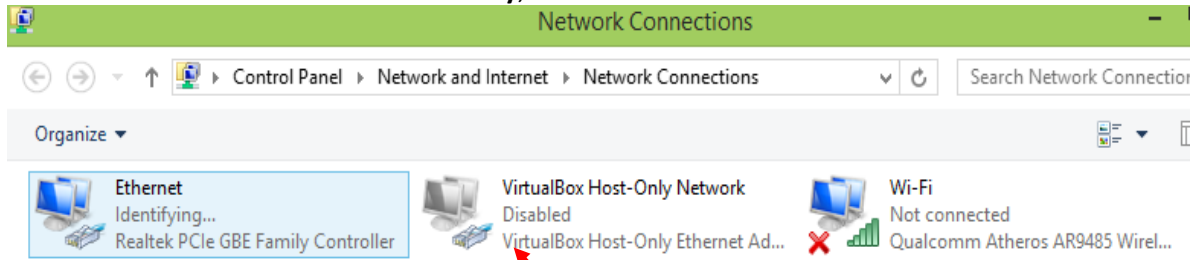 Network Connections
Control Panel Network and Internet Network Connections
Search Network Connection
Organize
Ethernet
Identifying...
Realtek PCIe GBE Family Controller
VirtualBox Host-Only Network
Disabled
VirtualBox Host-Only Ethernet Ad...
Wi-Fi
Not connected
Qualcomm Atheros AR9485 Wirel...